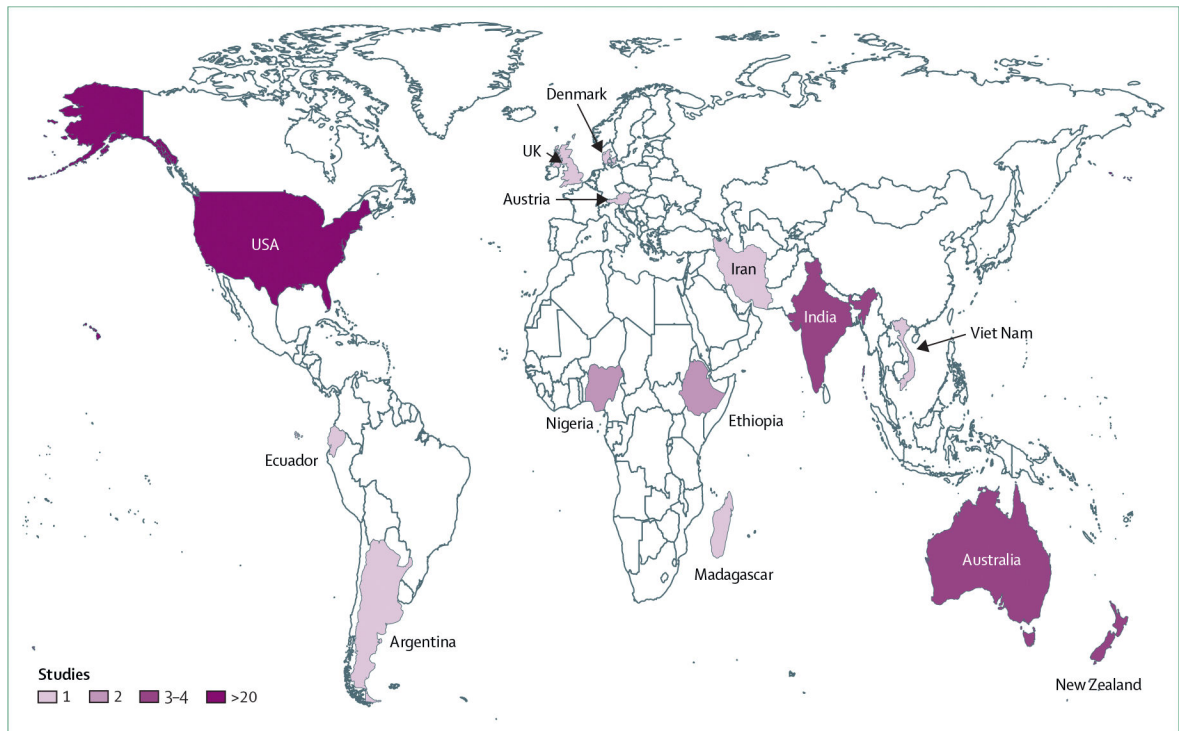 Denmark
UK
Austria
USA
Iran
India
Viet Nam
Nigeria
Ethiopia
Ecuador
Madagascar
Australia
Argentina
New Zealand
Studies
1 2 3–4 >20